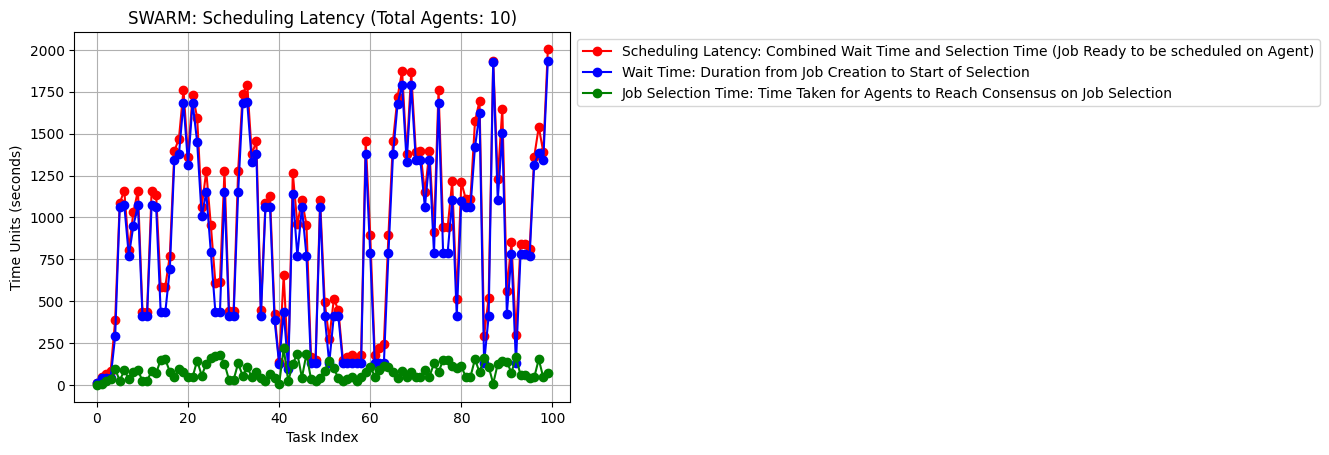 SWARM: Scheduling Latency (Total Agents: 10)
Scheduling Latency: Combined Wait Time and Selection Time (Job Ready to be scheduled on Agent)
Wait Time: Duration from Job Creation to Start of Selection
Job Selection Time: Time Taken for Agents to Reach Consensus on Job Selection
Time Units (seconds)
2000
1750
1500
1250
1000
750
500
250
0
0 20 40 60 80 100
Task Index